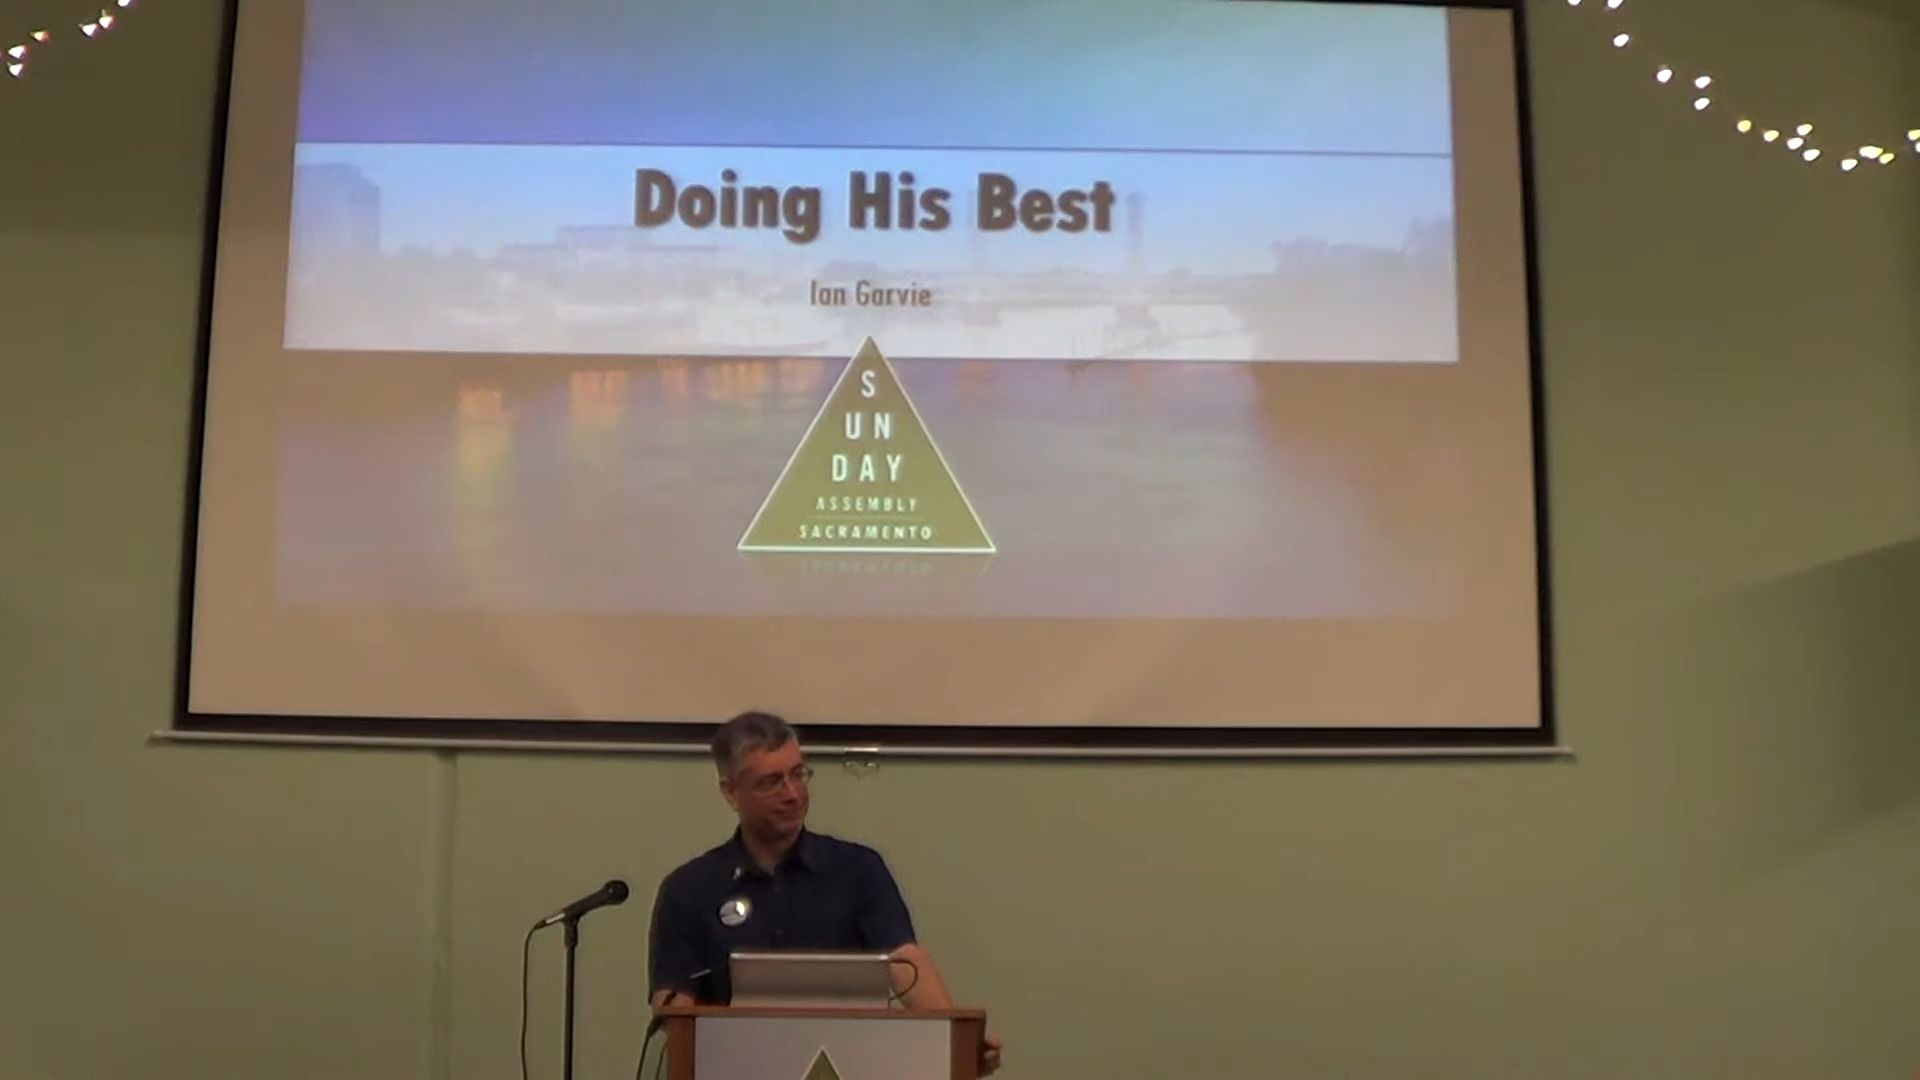 Doing His Best
Ian Garvie
S
UN
DAY
ASSEMBLY
SACRAMENTO